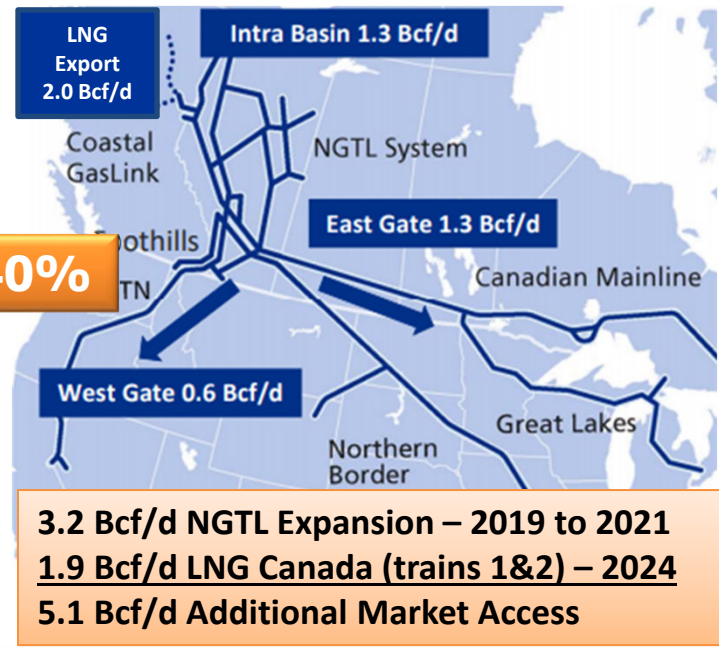 LNG
Export
2.0 Bcf/d
Intra Basin 1.3 Bcf/d
Coastal
GasLink
NGTL System
East Gate 1.3 Bcf/d
Canadian Mainline
West Gate 0.6 Bcf/d
Great Lakes
Northern
Border
3.2 Bcf/d NGTL Expansion – 2019 to 2021
1.9 Bcf/d LNG Canada (trains 1&2) – 2024
5.1 Bcf/d Additional Market Access